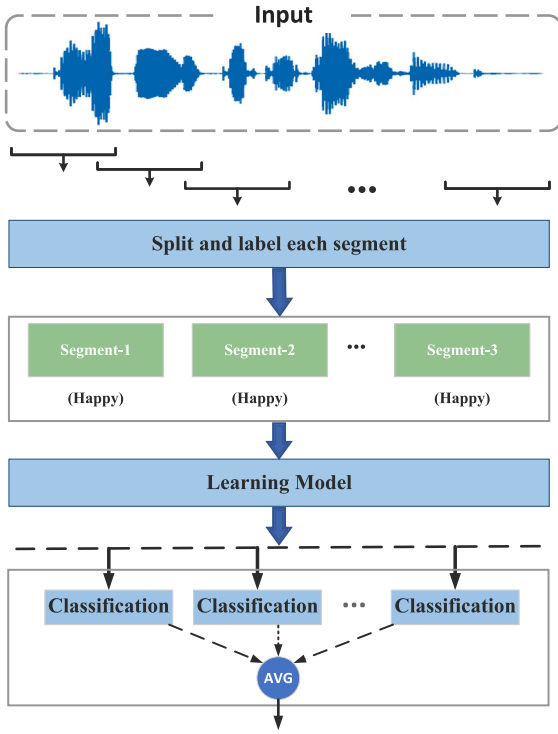 Input
Split and label each segment
Segment-1
Segment-2
Segment-3
(Happy)
(Happy)
(Happy)
Learning Model
Classification
Classification
Classification
AVG